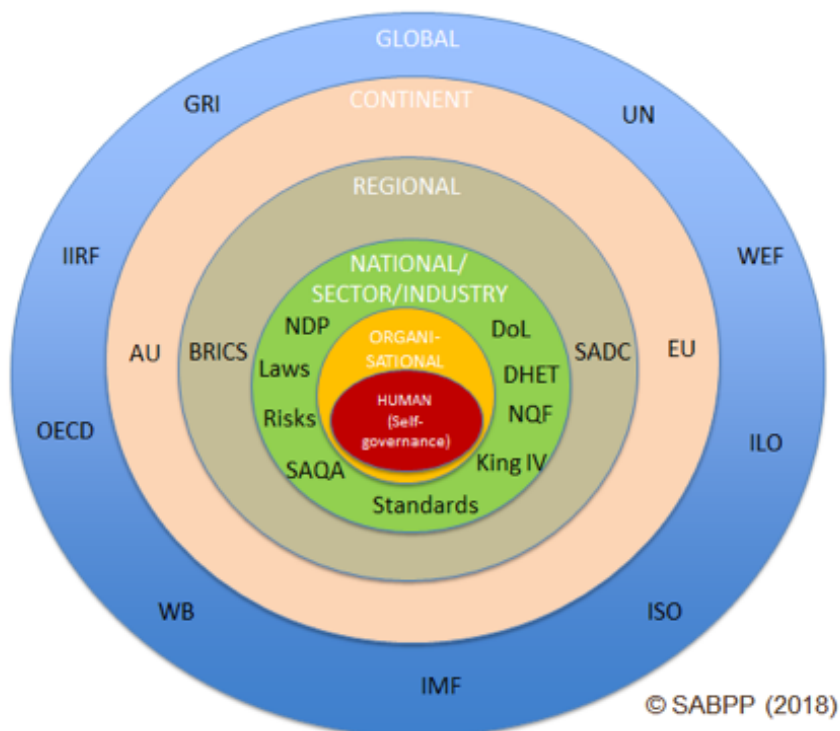 GLOBAL
GRI
UN
CONTINENT
REGIONAL
IIRF
WEF
NATIONAL/
SECTOR/INDUSTRY
NDP
DoL
ORGANI-
SATIONAL
AU
BRICS
SADC
EU
Laws
DHET
HUMAN
(Self-
governance)
Risks
NQF
OECD
ILO
SAQA
King IV
Standards
WB
ISO
IMF
© SABPP (2018)